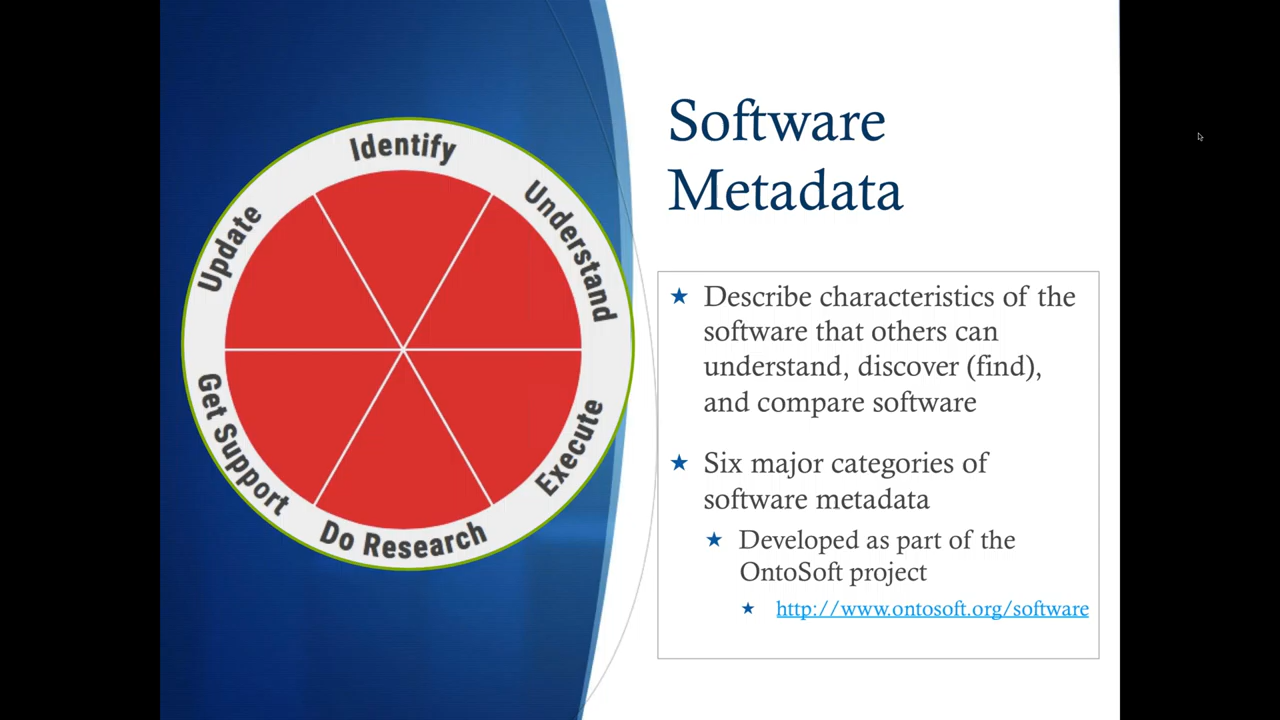 Software
Metadata
Identify
Understand
Execute
Do Research
Get Support
Update
Describe characteristics of the
software that others can
understand, discover (find),
and compare software
Six major categories of
software metadata
Developed as part of the
OntoSoft project
http://www.ontosoft.org/software